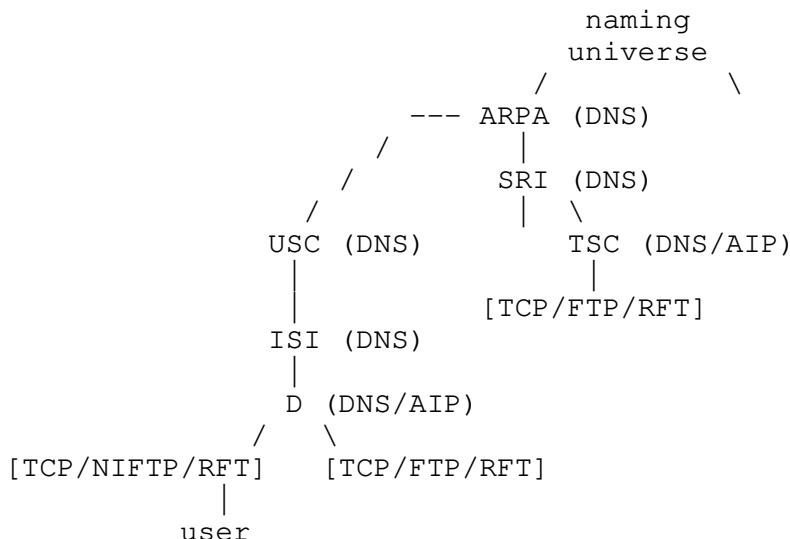 naming
universe
/ \
--- ARPA (DNS)
/ |
/ SRI (DNS)
/ | \
USC (DNS) TSC (DNS/AIP)
| |
| [TCP/FTP/RFT]
ISI (DNS)
|
D (DNS/AIP)
/ \
[TCP/NIFTP/RFT] [TCP/FTP/RFT]
|
user